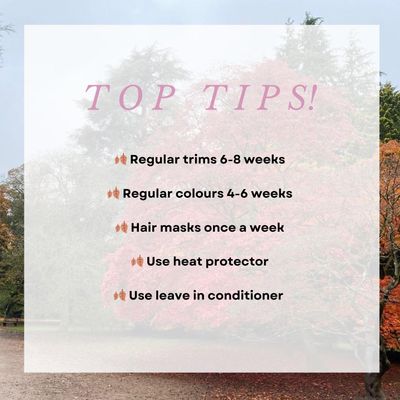 TOP TIPS!
🍂 Regular trims 6-8 weeks
🍂 Regular colours 4-6 weeks
🍂 Hair masks once a week
🍂 Use heat protector
🍂 Use leave in conditioner